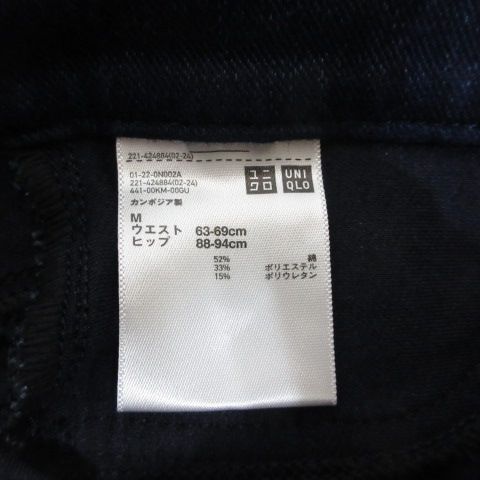 221-424884(02-24)
01-22-0N002A
221-424884(02-24)
441-00KM-00GU
ユニクロ
UNIQLO
カンボジア製
M
ウエスト 63-69cm
ヒップ 88-94cm
52% 綿
33% ポリエステル
15% ポリウレタン